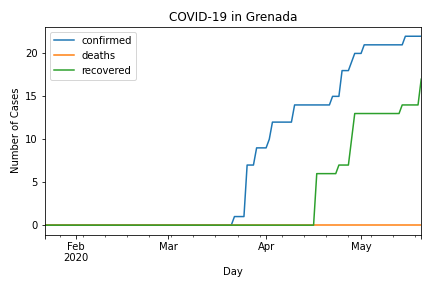 COVID-19 in Grenada
confirmed
deaths
recovered
20
15
10
5
0
Number of Cases
Feb
2020
Mar
Apr
May
Day